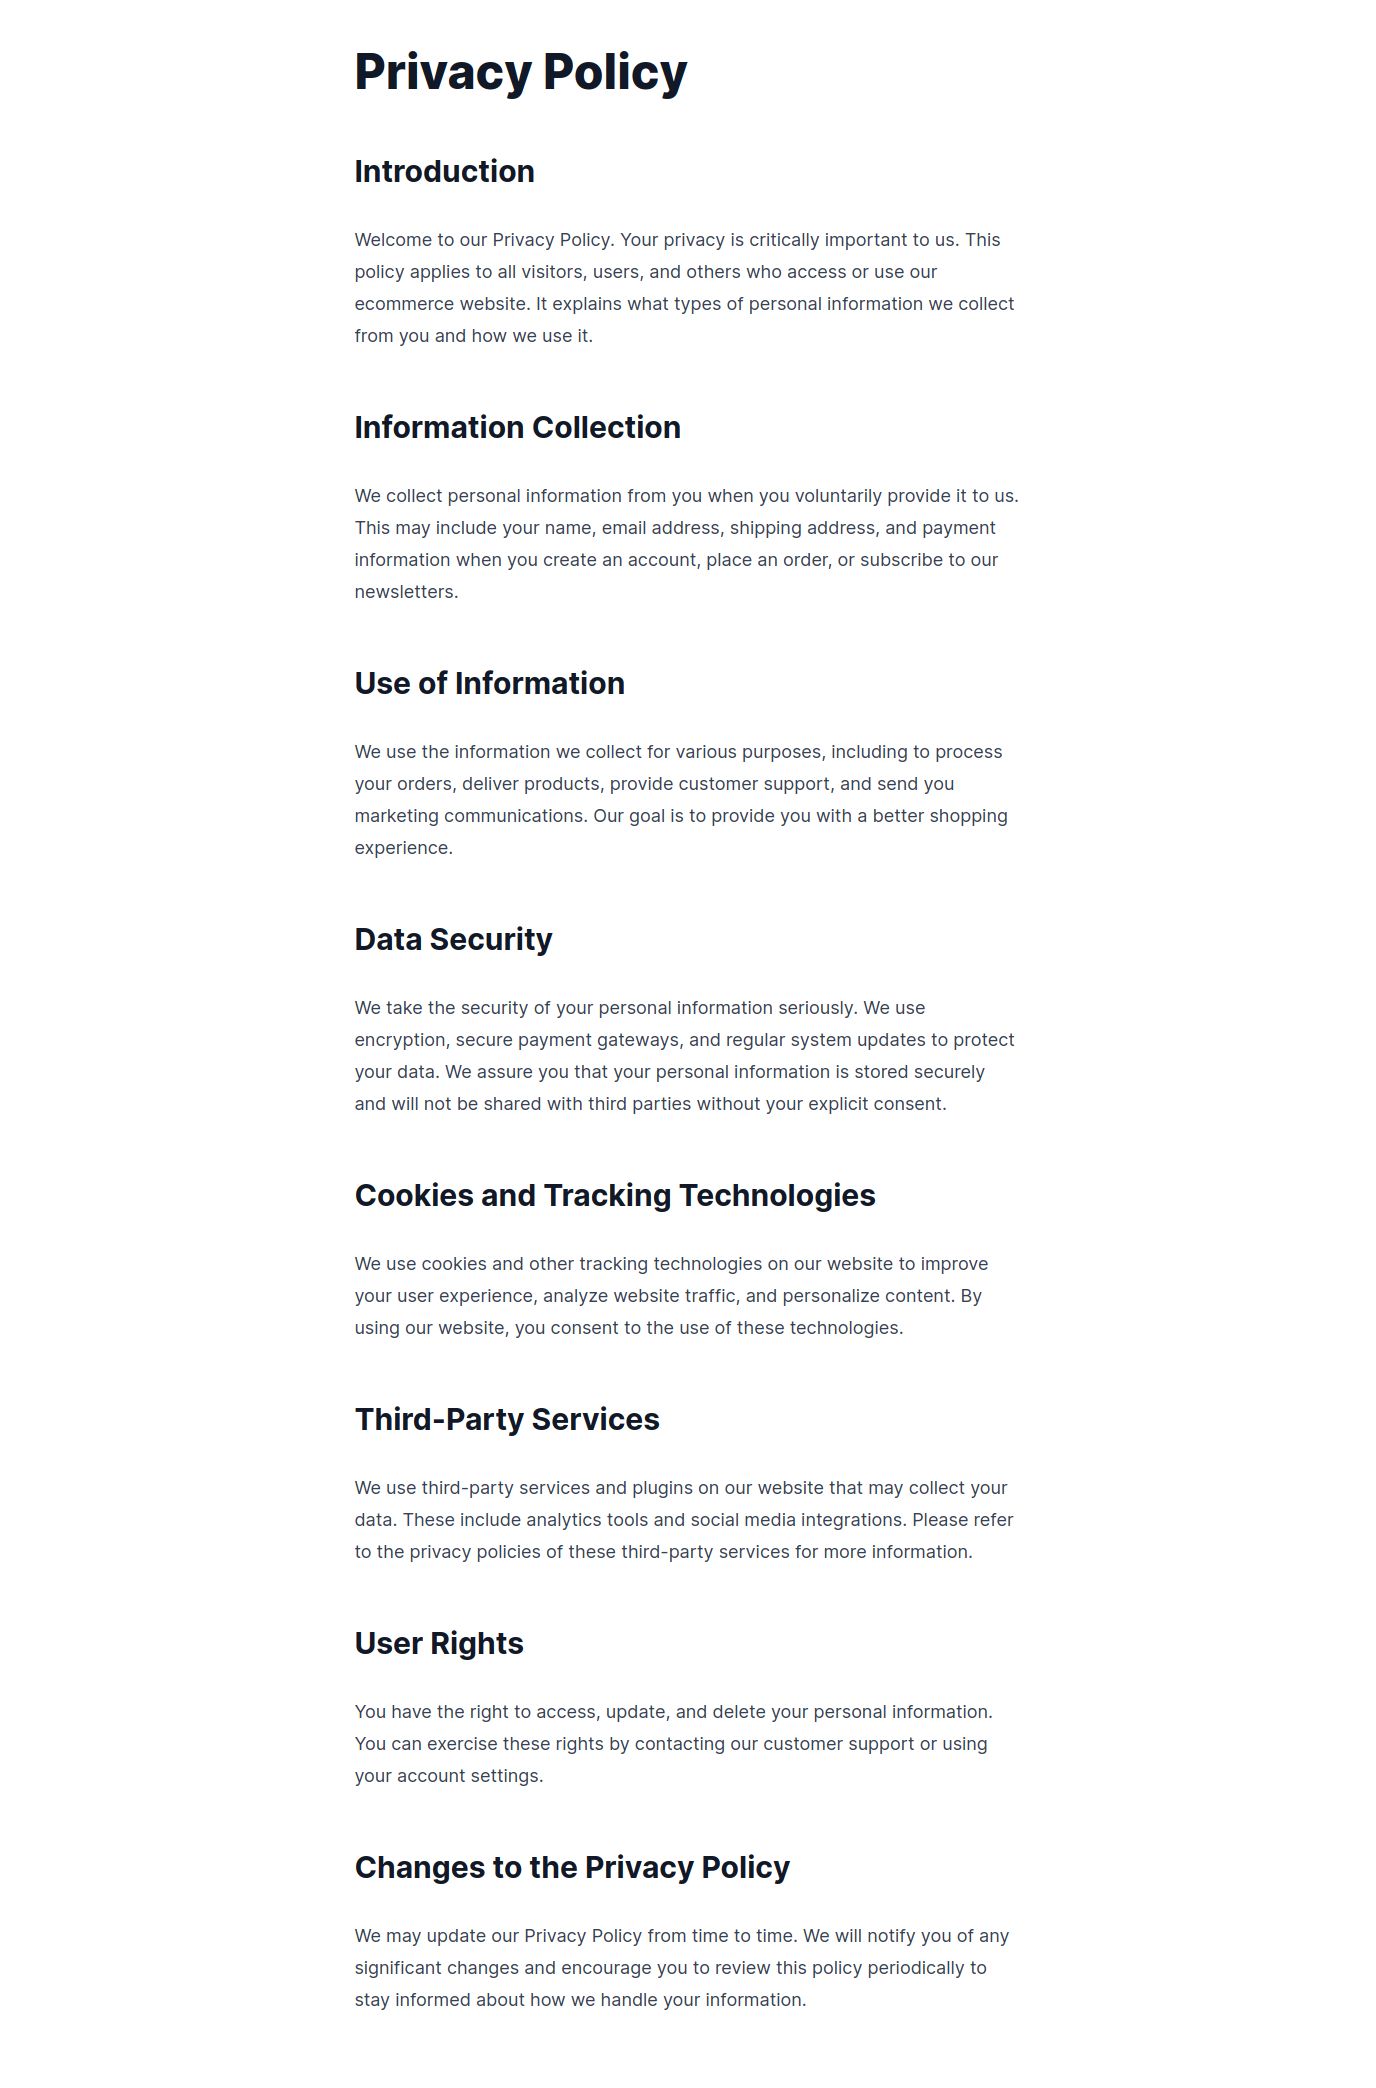 Privacy Policy
Introduction
Welcome to our Privacy Policy. Your privacy is critically important to us. This
policy applies to all visitors, users, and others who access or use our
ecommerce website. It explains what types of personal information we collect
from you and how we use it.
Information Collection
We collect personal information from you when you voluntarily provide it to us.
This may include your name, email address, shipping address, and payment
information when you create an account, place an order, or subscribe to our
newsletters.
Use of Information
We use the information we collect for various purposes, including to process
your orders, deliver products, provide customer support, and send you
marketing communications. Our goal is to provide you with a better shopping
experience.
Data Security
We take the security of your personal information seriously. We use
encryption, secure payment gateways, and regular system updates to protect
your data. We assure you that your personal information is stored securely
and will not be shared with third parties without your explicit consent.
Cookies and Tracking Technologies
We use cookies and other tracking technologies on our website to improve
your user experience, analyze website traffic, and personalize content. By
using our website, you consent to the use of these technologies.
Third-Party Services
We use third-party services and plugins on our website that may collect your
data. These include analytics tools and social media integrations. Please refer
to the privacy policies of these third-party services for more information.
User Rights
You have the right to access, update, and delete your personal information.
You can exercise these rights by contacting our customer support or using
your account settings.
Changes to the Privacy Policy
We may update our Privacy Policy from time to time. We will notify you of any
significant changes and encourage you to review this policy periodically to
stay informed about how we handle your information.